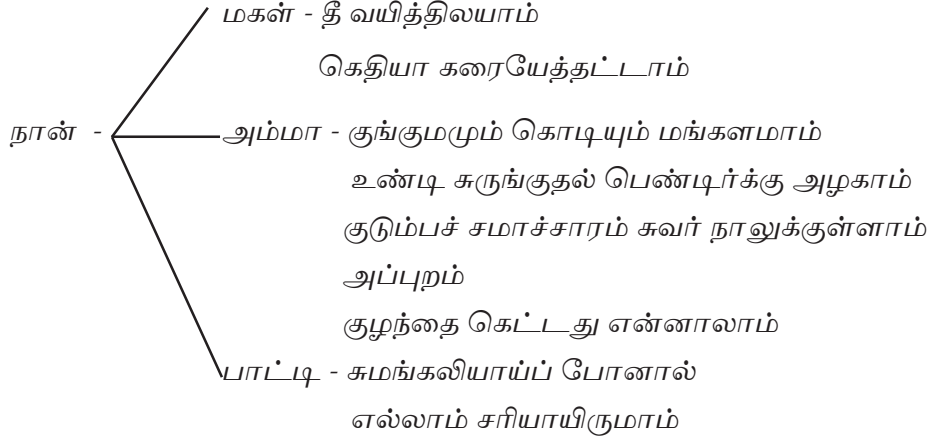 மகள் - தீ வயித்திலயாம்
கெதியா கரையேத்தட்டாம்
நான் - அம்மா - குங்குமமும் கொடியும் மங்களமாம்
உண்டி சுருங்குதல் பெண்டிர்க்கு அழகாம்
குடும்பச் சமாச்சாரம் சுவர் நாலுக்குள்ளாம்
அப்புறம்
குழந்தை கெட்டது என்னாலாம்
பாட்டி - சுமங்கலியாய்ப் போனால்
எல்லாம் சரியாயிருமாம்